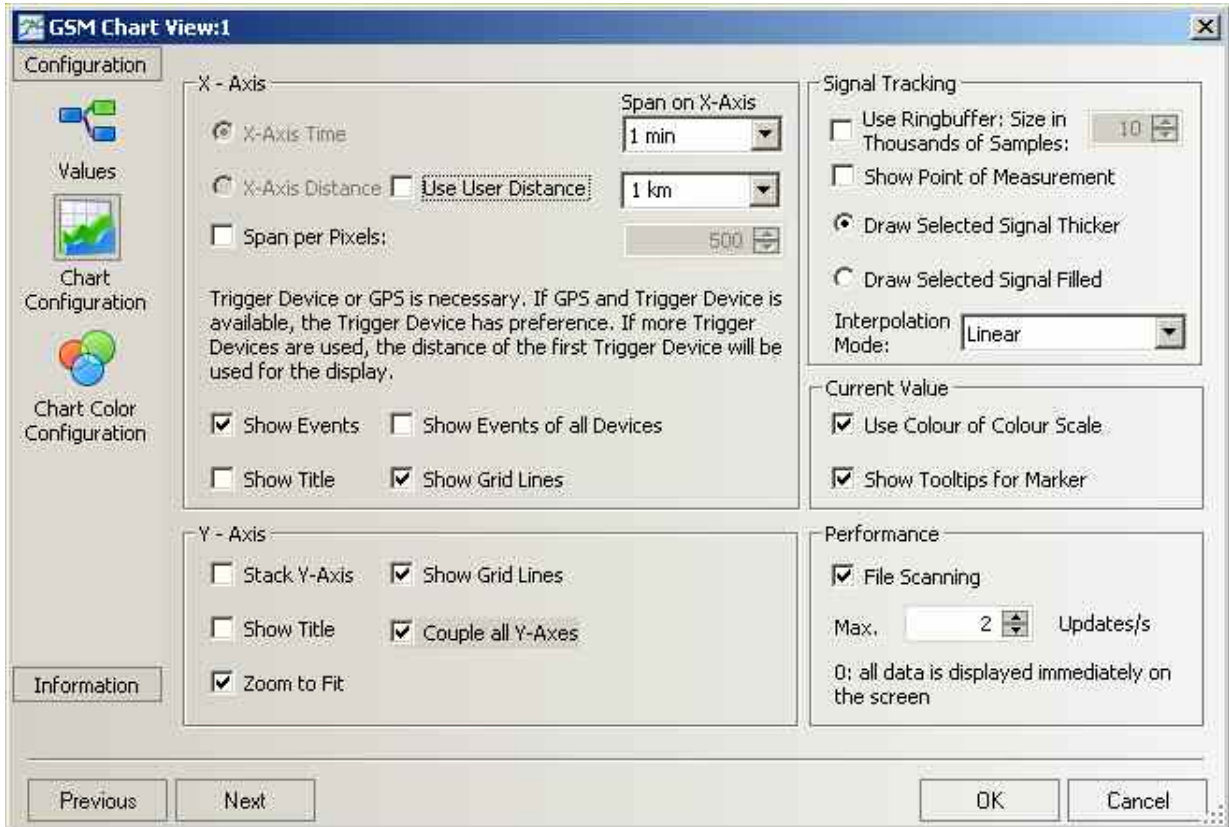 GSM Chart View:1
Configuration
Values
Chart
Configuration
Chart Color
Configuration
Information
X - Axis
Span on X-Axis
X-Axis Time
1 min
X-Axis Distance
Use User Distance
1 km
Span per Pixels:
500
Trigger Device or GPS is necessary. If GPS and Trigger Device is
available, the Trigger Device has preference. If more Trigger
Devices are used, the distance of the first Trigger Device will be
used for the display.
Show Events
Show Events of all Devices
Show Title
Show Grid Lines
Y - Axis
Stack Y-Axis
Show Grid Lines
Show Title
Couple all Y-Axes
Zoom to Fit
Signal Tracking
Use Ringbuffer: Size in
Thousands of Samples:
10
Show Point of Measurement
Draw Selected Signal Thicker
Draw Selected Signal Filled
Interpolation
Mode:
Linear
Current Value
Use Colour of Colour Scale
Show Tooltips for Marker
Performance
File Scanning
Max.
2
Updates/s
0: all data is displayed immediately on
the screen
Previous
Next
OK
Cancel